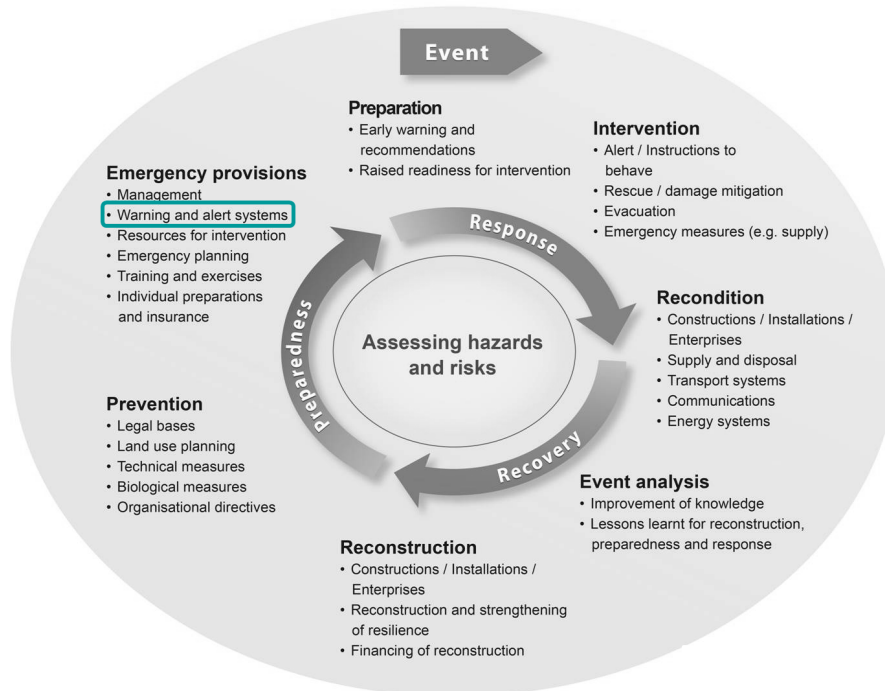 Event
Preparation
• Early warning and
recommendations
• Raised readiness for intervention
Intervention
• Alert / Instructions to
behave
• Rescue / damage mitigation
• Evacuation
• Emergency measures (e.g. supply)
Emergency provisions
• Management
• Warning and alert systems
• Resources for intervention
• Emergency planning
• Training and exercises
• Individual preparations
and insurance
Response
Recondition
• Constructions / Installations /
Enterprises
• Supply and disposal
• Transport systems
• Communications
• Energy systems
Assessing hazards
and risks
Preparedness
Prevention
• Legal bases
• Land use planning
• Technical measures
• Biological measures
• Organisational directives
Recovery
Event analysis
• Improvement of knowledge
• Lessons learnt for reconstruction,
preparedness and response
Reconstruction
• Constructions / Installations /
Enterprises
• Reconstruction and strengthening
of resilience
• Financing of reconstruction